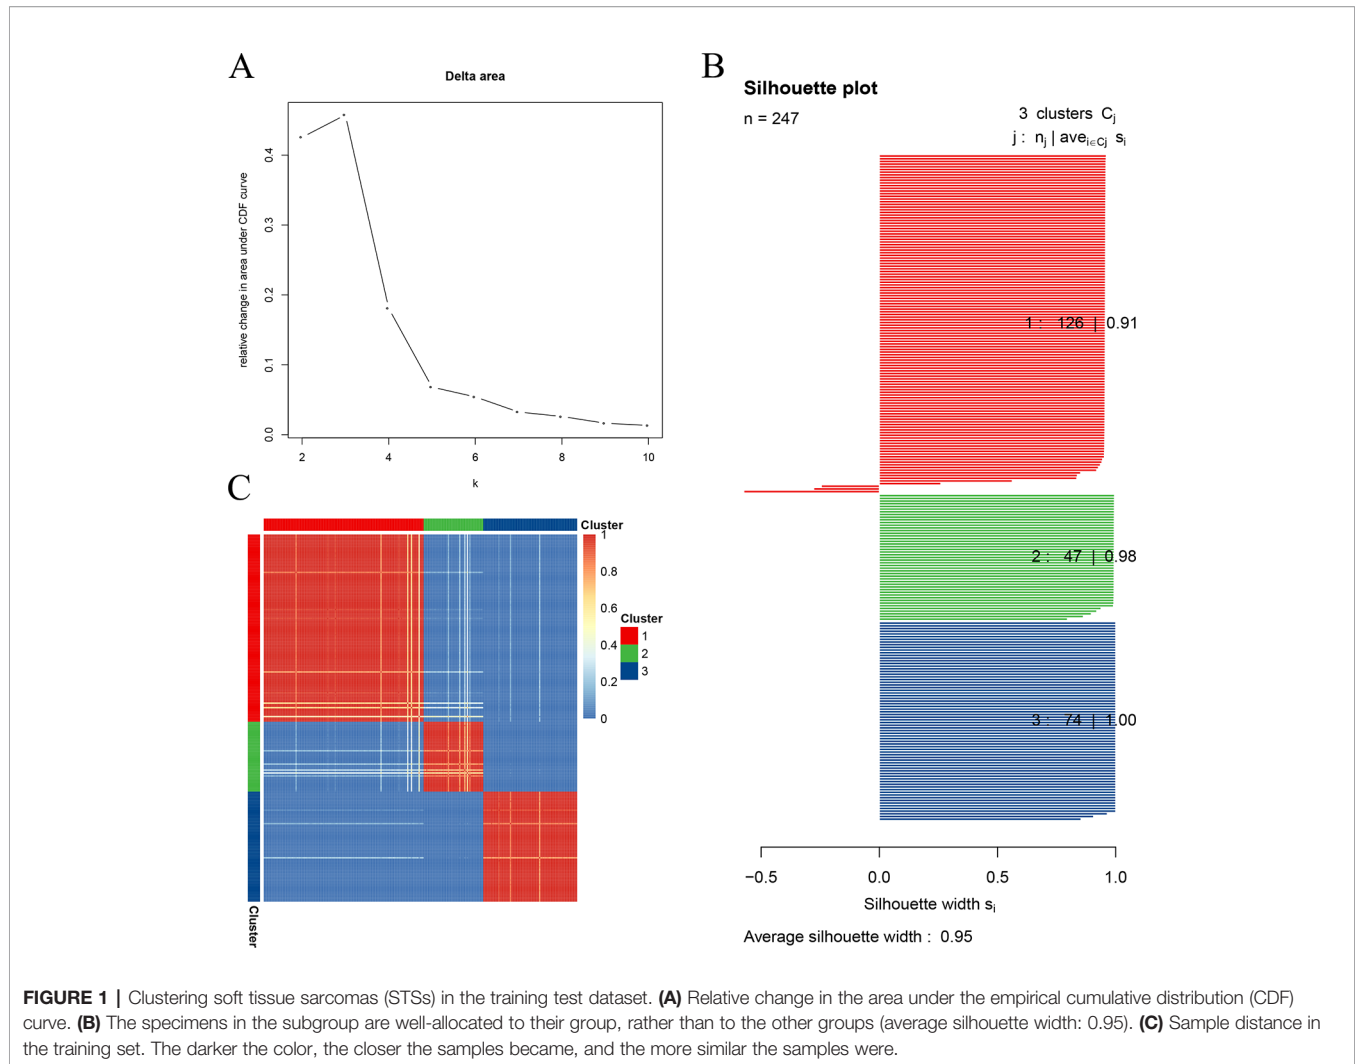 A
Delta area
relative change in area under CDF curve
0.4
0.3
0.2
0.1
0.0
2 4 6 8 10
k
B
Silhouette plot
n = 247
3 clusters Cj
j : nj | avei∈Cj si
1 : 126 | 0.91
2 : 47 | 0.98
3 : 74 | 1.00
−0.5 0.0 0.5 1.0
Silhouette width si
Average silhouette width : 0.95
C
Cluster
1
0.8
0.6
0.4
0.2
0
Cluster
1
2
3
Cluster
FIGURE 1 | Clustering soft tissue sarcomas (STSs) in the training test dataset. (A) Relative change in the area under the empirical cumulative distribution (CDF)
curve. (B) The specimens in the subgroup are well-allocated to their group, rather than to the other groups (average silhouette width: 0.95). (C) Sample distance in
the training set. The darker the color, the closer the samples became, and the more similar the samples were.